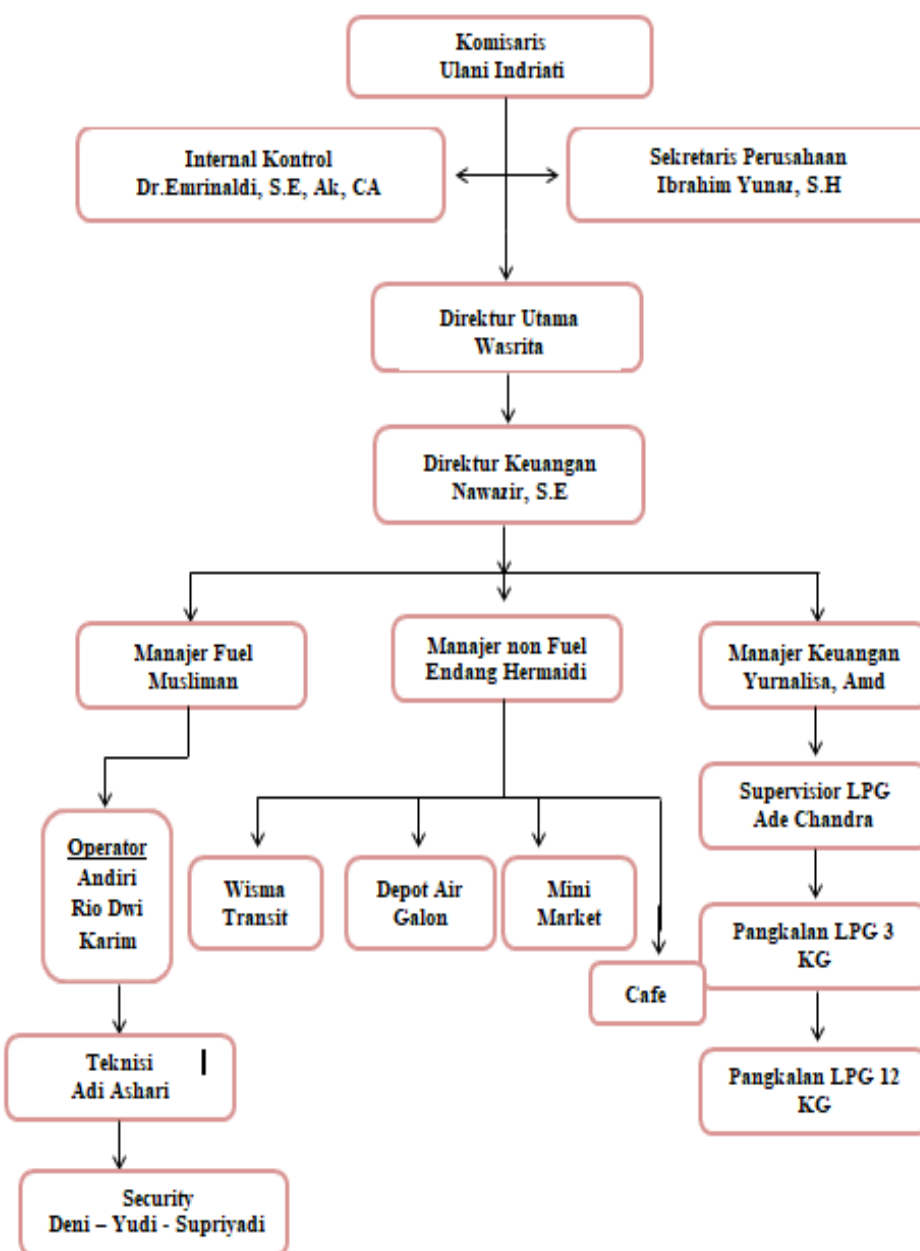 Komisaris
Ulani Indriati
Internal Kontrol
Dr.Emrinaldi, S.E, Ak, CA
Sekretaris Perusahaan
Ibrahim Yunaz, S.H
Direktur Utama
Wasrita
Direktur Keuangan
Nawazir, S.E
Manajer Fuel
Musliman
Manajer non Fuel
Endang Hermaidi
Manajer Keuangan
Yurnalisa, Amd
Operator
Andiri
Rio Dwi
Karim
Wisma
Transit
Depot Air
Galon
Mini
Market
Cafe
Supervisior LPG
Ade Chandra
Pangkalan LPG 3
KG
Pangkalan LPG 12
KG
Teknisi
Adi Ashari
Security
Deni – Yudi - Supriyadi